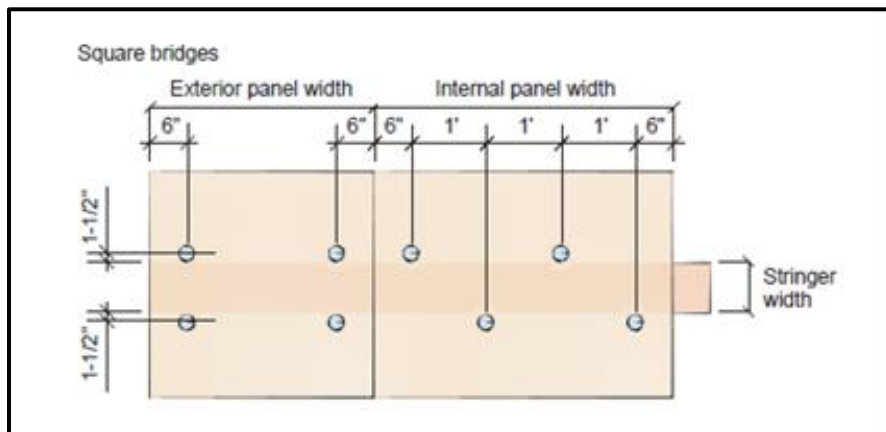 Square bridges
Exterior panel width
Internal panel width
6"
6"
6"
1'
1'
1'
6"
1-1/2"
1-1/2"
Stringer
width